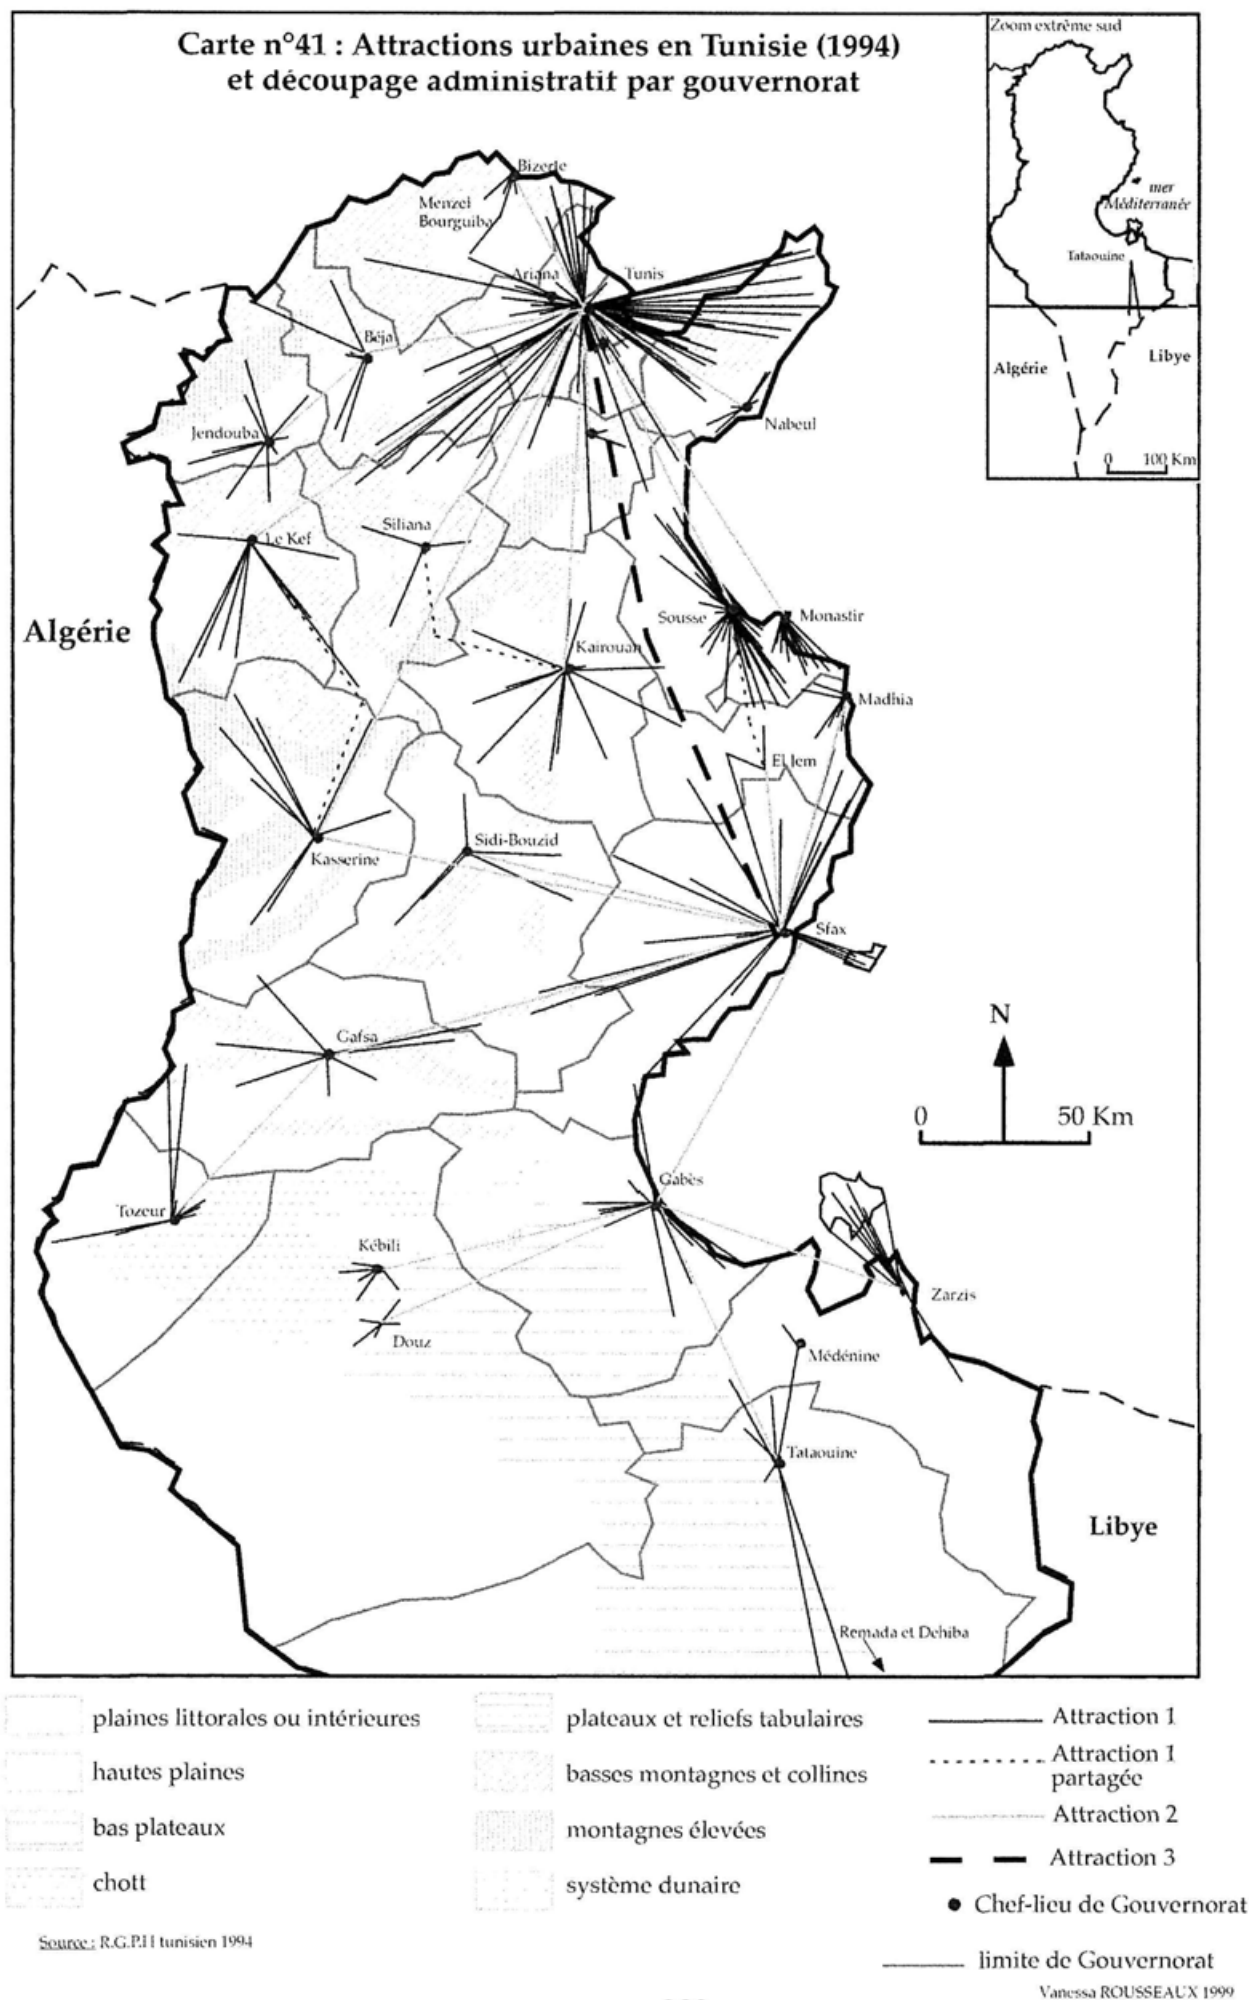 Carte n°41 : Attractions urbaines en Tunisie (1994)
et découpage administratif par gouvernorat
Zoom extrême sud
mer
Méditerranée
Tataouine
Algérie
Libye
0 100 Km
Bizerte
Menzel
Bourguiba
Ariana
Tunis
Béja
Nabeul
Jendouba
Siliana
Le Kef
Algérie
Sousse
Monastir
Kairouan
Madhia
El Jem
Sidi-Bouzid
Kasserine
Sfax
N
Gafsa
0 50 Km
Gabès
Tozeur
Kébili
Zarzis
Douz
Médénine
Tataouine
Libye
Remada et Dehiba
plaines littorales ou intérieures
hautes plaines
bas plateaux
chott
plateaux et reliefs tabulaires
basses montagnes et collines
montagnes élevées
système dunaire
Attraction 1
Attraction 1
partagée
Attraction 2
Attraction 3
Chef-lieu de Gouvernorat
limite de Gouvernorat
Source : R.G.P.H tunisien 1994
Vanessa ROUSSEAUX 1999